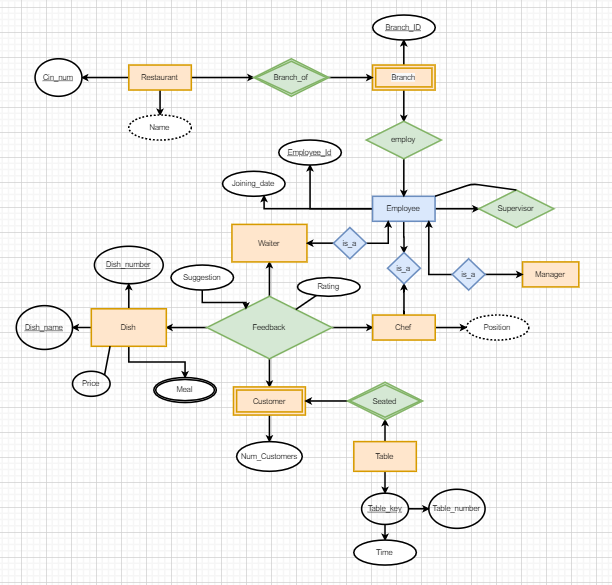 Branch_ID
Cin_num
Restaurant
Branch_of
Branch
Name
employ
Employee_Id
Joining_date
Employee
Supervisor
Waiter
is_a
is_a
is_a
Manager
Dish_number
Suggestion
Rating
Dish_name
Dish
Feedback
Chef
Position
Price
Meal
Customer
Seated
Num_Customers
Table
Table_key
Table_number
Time